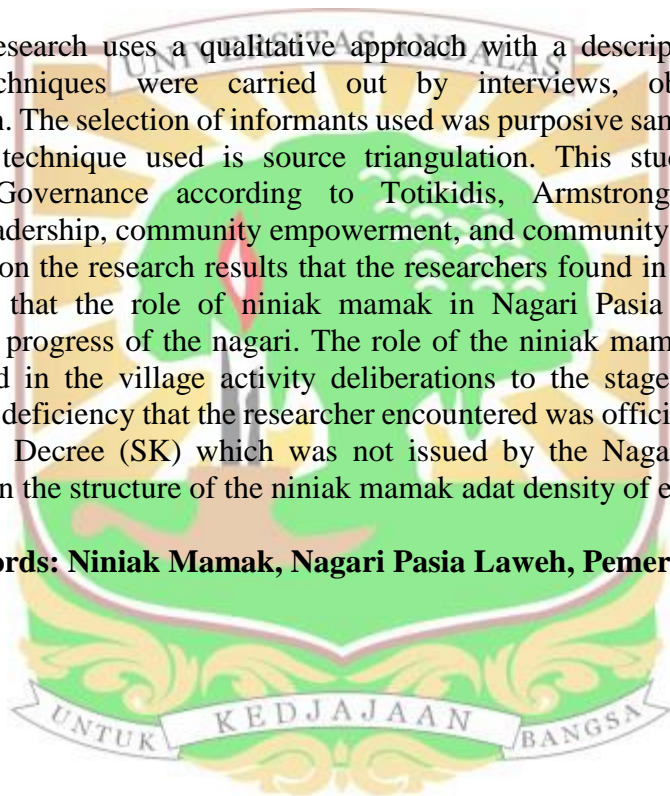 UNIVERSITAS ANDALAS
esearch uses a qualitative approach with a descrip
chniques were carried out by interviews, ob
n. The selection of informants used was purposive san
technique used is source triangulation. This stu
Governance according to Totikidis, Armstrong
adership, community empowerment, and community
on the research results that the researchers found in
that the role of niniak mamak in Nagari Pasia
progress of the nagari. The role of the niniak mam
d in the village activity deliberations to the stage
deficiency that the researcher encountered was offici
Decree (SK) which was not issued by the Naga
n the structure of the niniak mamak adat density of e
ords: Niniak Mamak, Nagari Pasia Laweh, Pemer
UNTUK KEDJAJAAN BANGSA